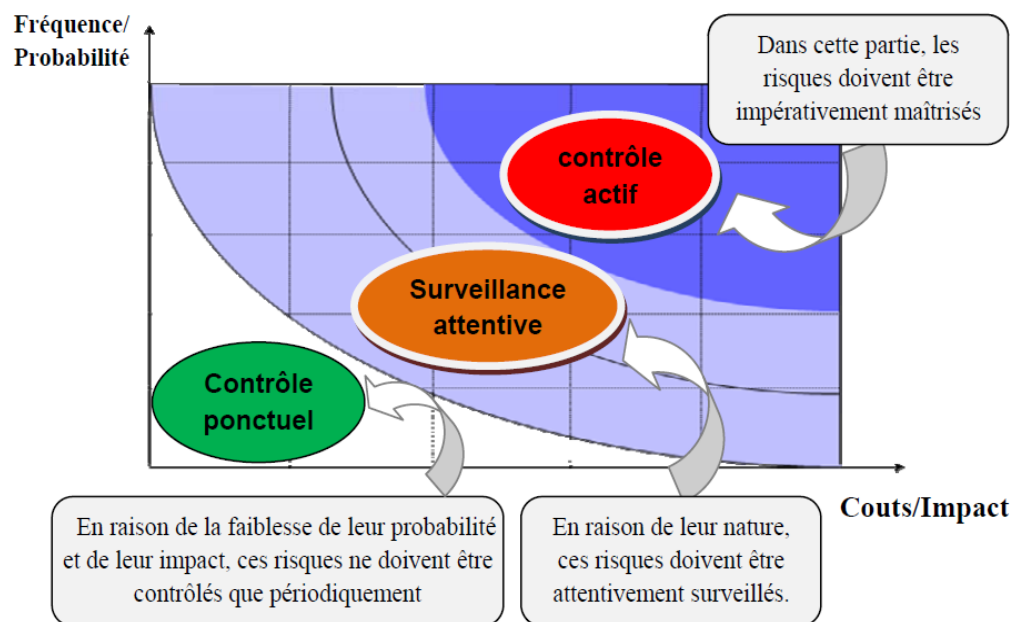 Fréquence/
Probabilité
Dans cette partie, les
risques doivent être
impérativement maîtrisés
contrôle
actif
Surveillance
attentive
Contrôle
ponctuel
Couts/Impact
En raison de la faiblesse de leur probabilité
et de leur impact, ces risques ne doivent être
contrôlés que périodiquement
En raison de leur nature,
ces risques doivent être
attentivement surveillés.